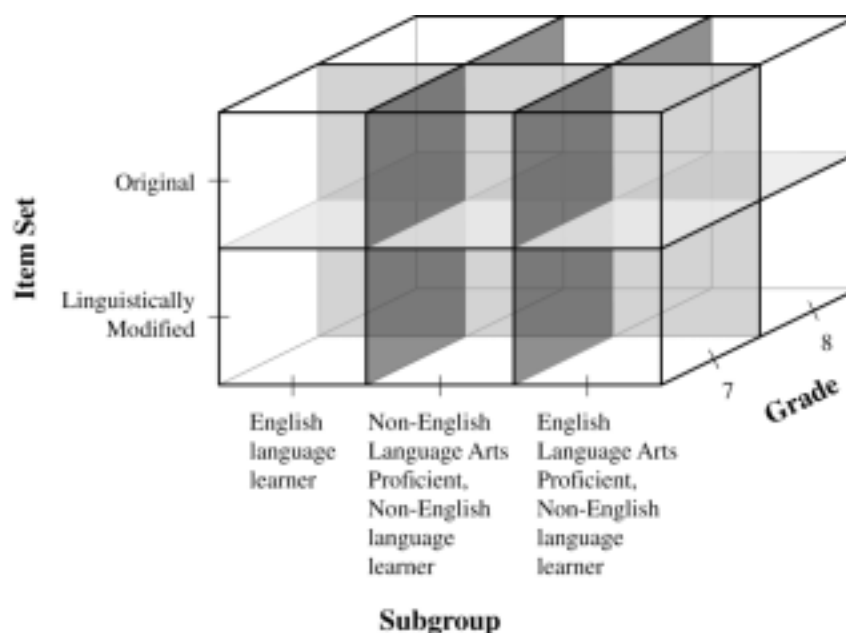 Original
Item Set
Linguistically
Modified
7
8
Grade
English
language
learner
Non-English
Language Arts
Proficient,
Non-English
language
learner
English
Language Arts
Proficient,
Non-English
language
learner
Subgroup